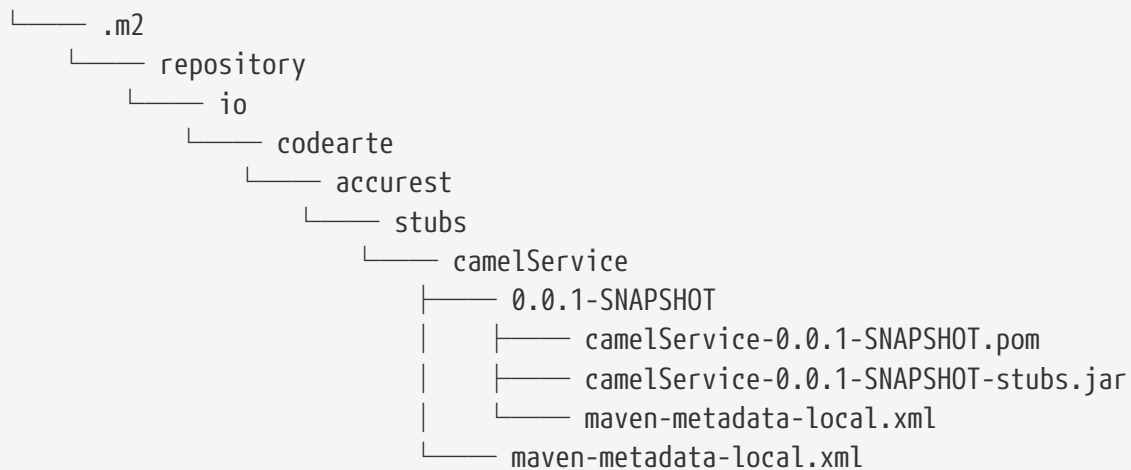 └── .m2
    └── repository
        └── io
            └── codearte
                └── accurest
                    └── stubs
                        └── camelService
                            ├── 0.0.1-SNAPSHOT
                            │   ├── camelService-0.0.1-SNAPSHOT.pom
                            │   ├── camelService-0.0.1-SNAPSHOT-stubs.jar
                            │   └── maven-metadata-local.xml
                            └── maven-metadata-local.xml